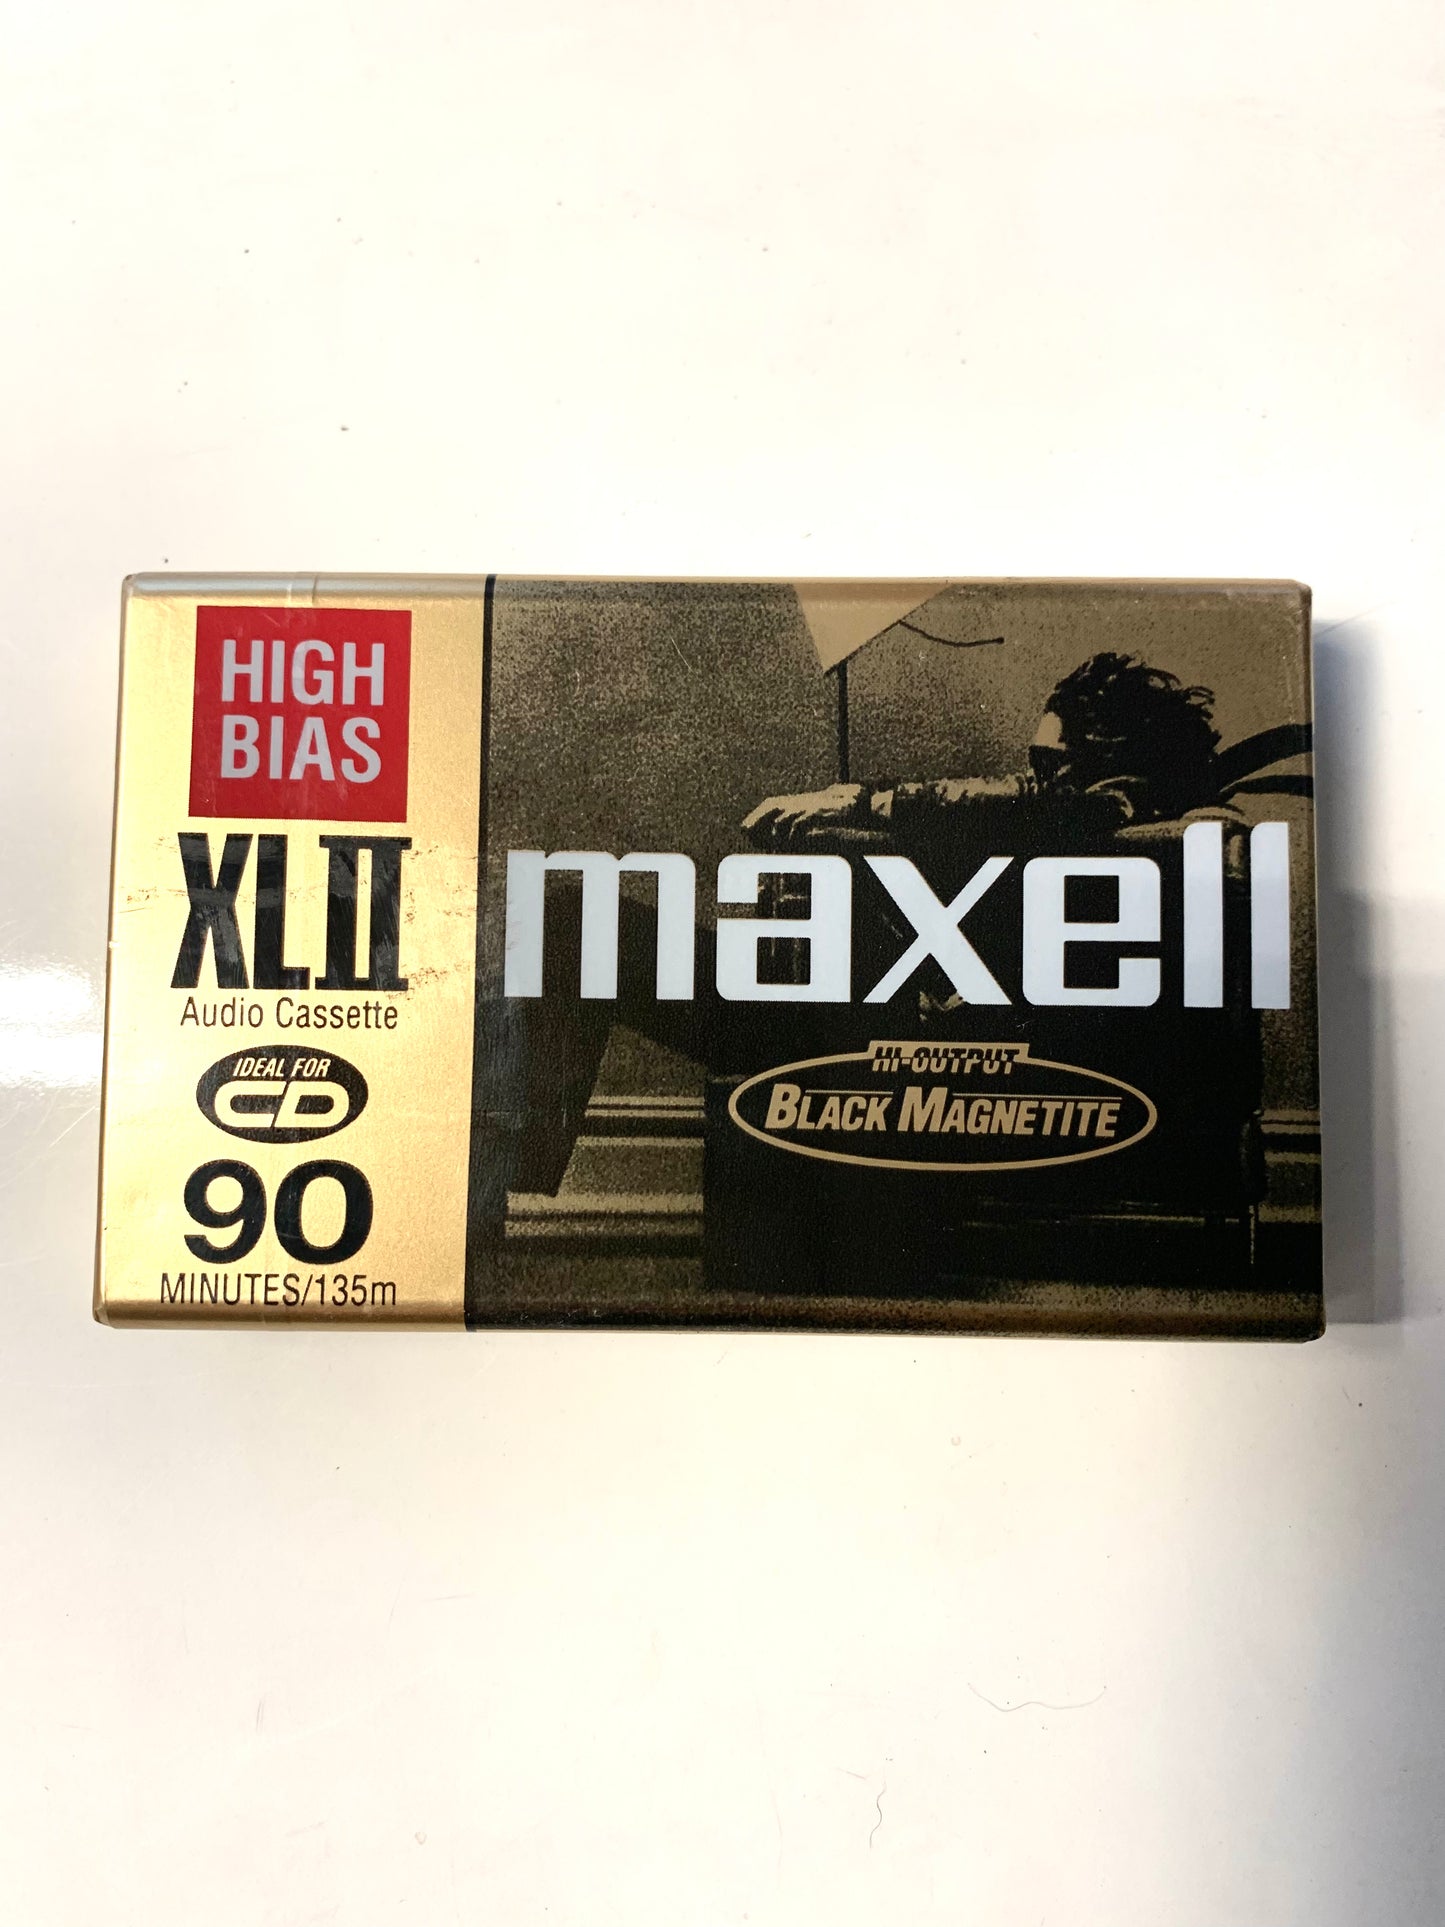 HIGH
BIAS
XLII
Audio Cassette
IDEAL FOR
CD
90
MINUTES/135m
maxell
HI-OUTPUT
BLACK MAGNETITE